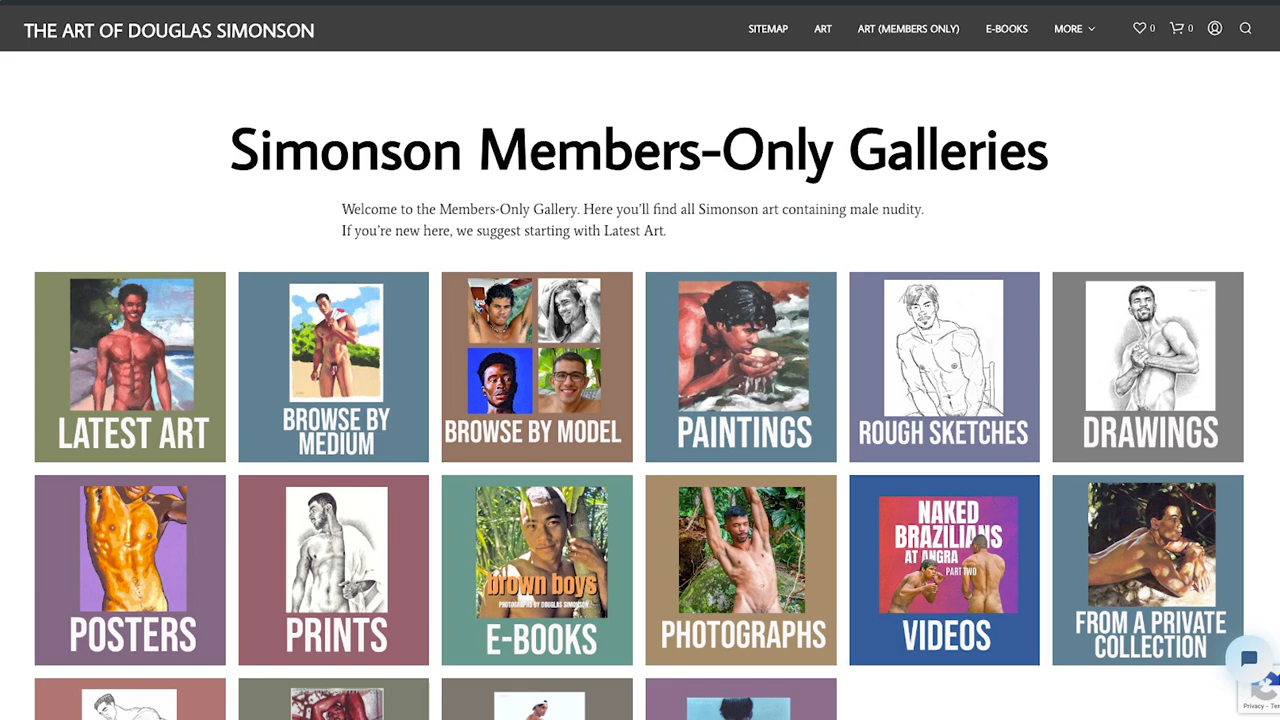 THE ART OF DOUGLAS SIMONSON
SITEMAP
ART
ART (MEMBERS ONLY)
E-BOOKS
MORE
0
0
Simonson Members-Only Galleries
Welcome to the Members-Only Gallery. Here you'll find all Simonson art containing male nudity.
If you're new here, we suggest starting with Latest Art.
LATEST ART
BROWSE BY
MEDIUM
BROWSE BY MODEL
PAINTINGS
ROUGH SKETCHES
DRAWINGS
POSTERS
PRINTS
brown boys
PHOTOGRAPHS BY DOUGLAS SIMONSON
E-BOOKS
PHOTOGRAPHS
NAKED
BRAZILIANS
AT ANGRA
PART TWO
VIDEOS
FROM A PRIVATE
COLLECTION
Privacy -